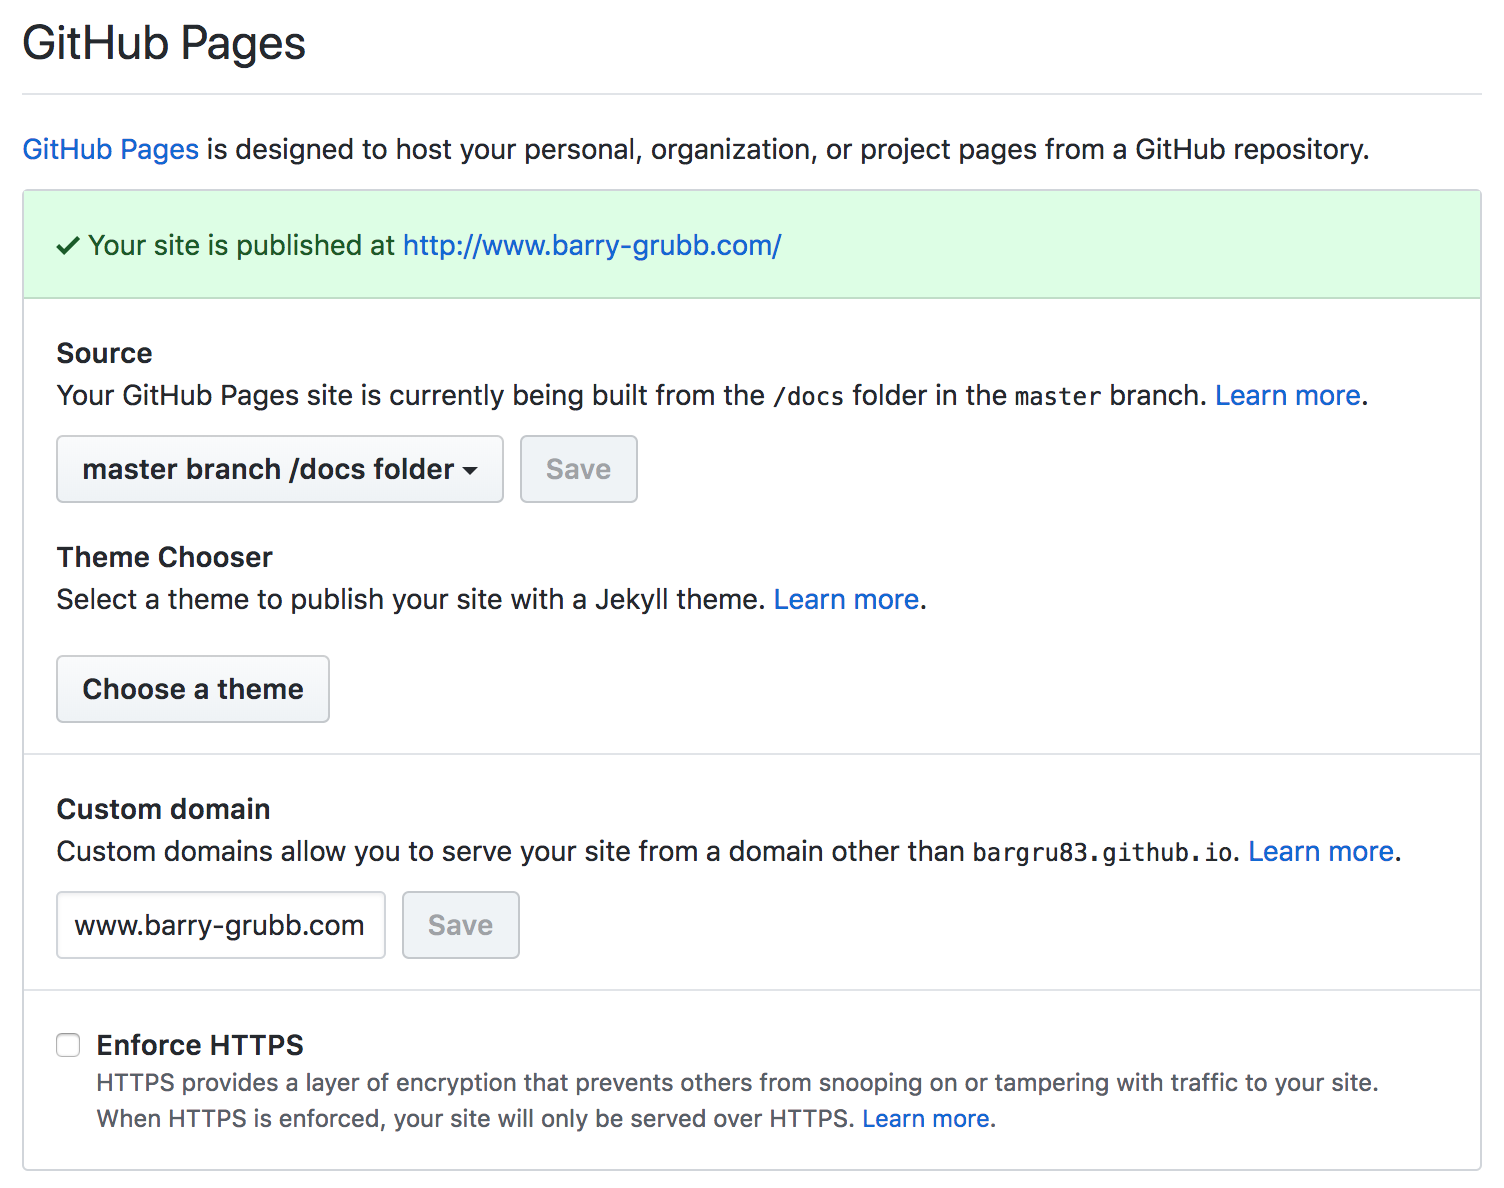 GitHub Pages
GitHub Pages is designed to host your personal, organization, or project pages from a GitHub repository.
Your site is published at http://www.barry-grubb.com/
Source
Your GitHub Pages site is currently being built from the /docs folder in the master branch. Learn more.
master branch /docs folder Save
Theme Chooser
Select a theme to publish your site with a Jekyll theme. Learn more.
Choose a theme
Custom domain
Custom domains allow you to serve your site from a domain other than bargru83.github.io. Learn more.
www.barry-grubb.com Save
Enforce HTTPS
HTTPS provides a layer of encryption that prevents others from snooping on or tampering with traffic to your site.
When HTTPS is enforced, your site will only be served over HTTPS. Learn more.